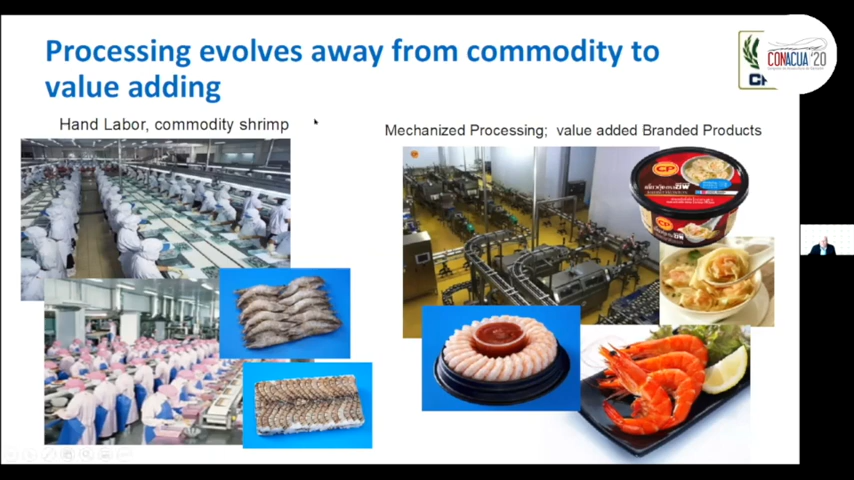 Processing evolves away from commodity to
value adding
CONACUA '20
Hand Labor, commodity shrimp
Mechanized Processing; value added Branded Products
CP
CP